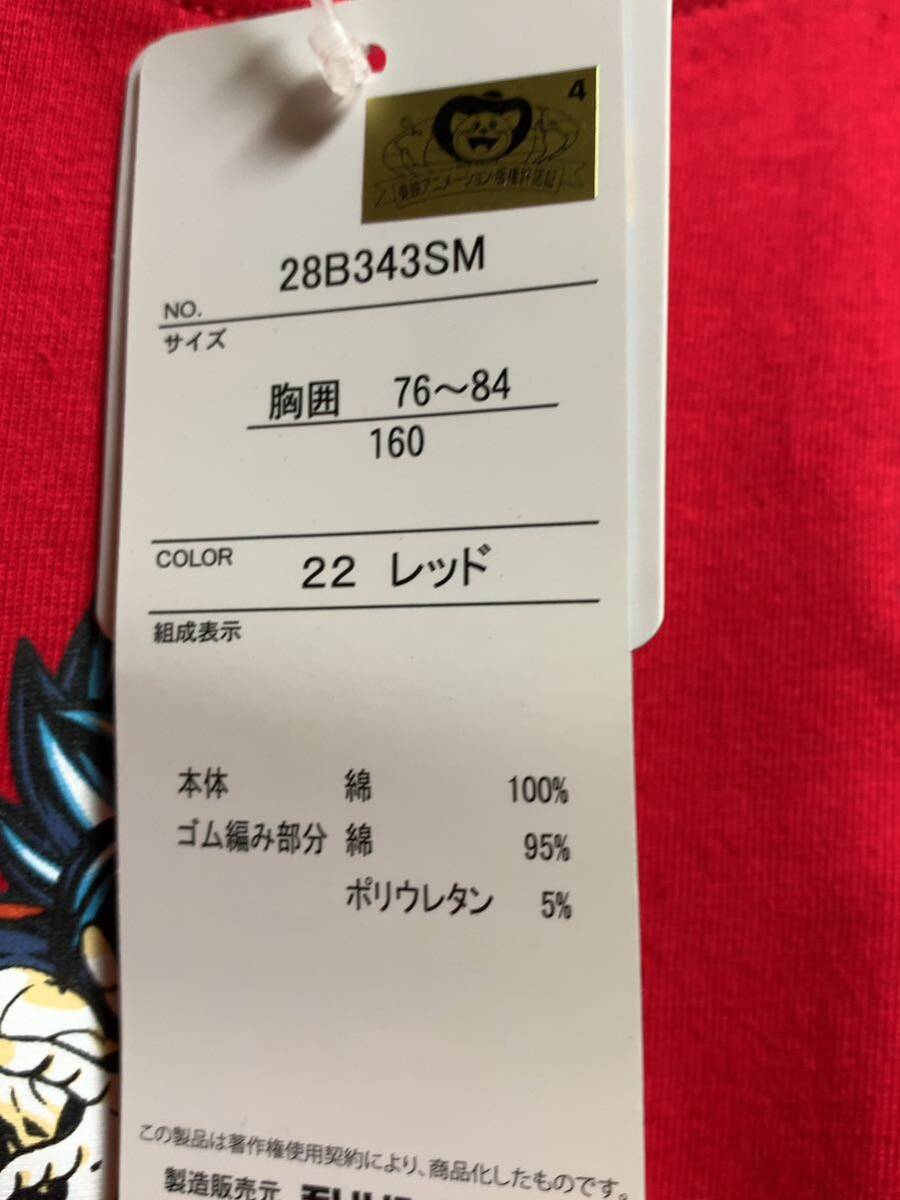 4
東映アニメーション・版権許諾証
28B343SM
NO.
サイズ
胸囲 76～84
160
COLOR 22 レッド
組成表示
本体 綿 100%
ゴム編み部分 綿 95%
ポリウレタン 5%
この製品は著作権使用契約により、商品化したものです。
製造販売元